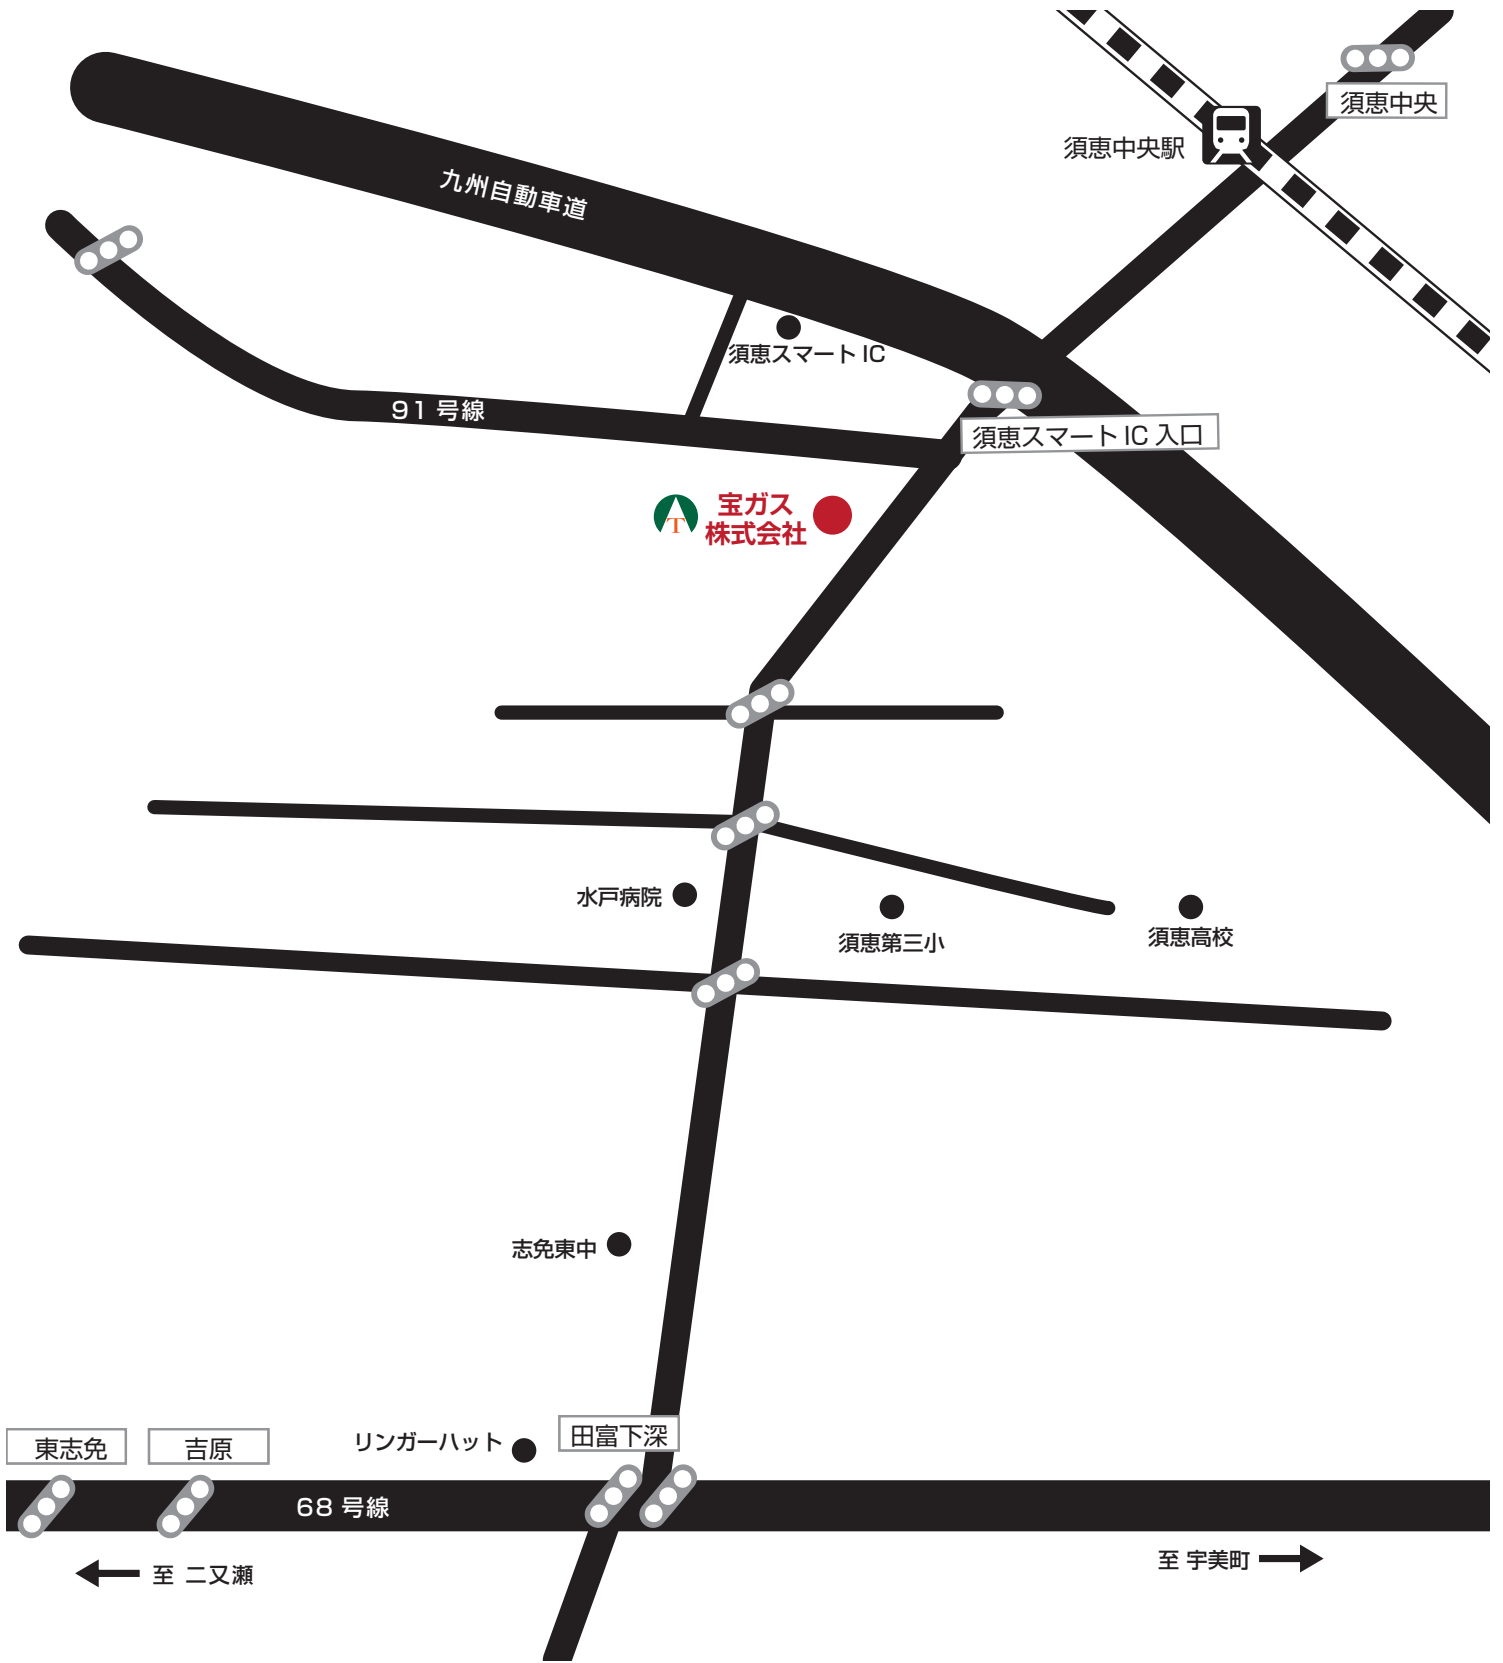 須恵中央
須恵中央駅
九州自動車道
須恵スマート IC
91 号線
須恵スマート IC 入口
T
宝ガス
株式会社
水戸病院
須恵第三小
須恵高校
志免東中
東志免
吉原
リンガーハット
田富下深
68 号線
至 二又瀬
至 宇美町